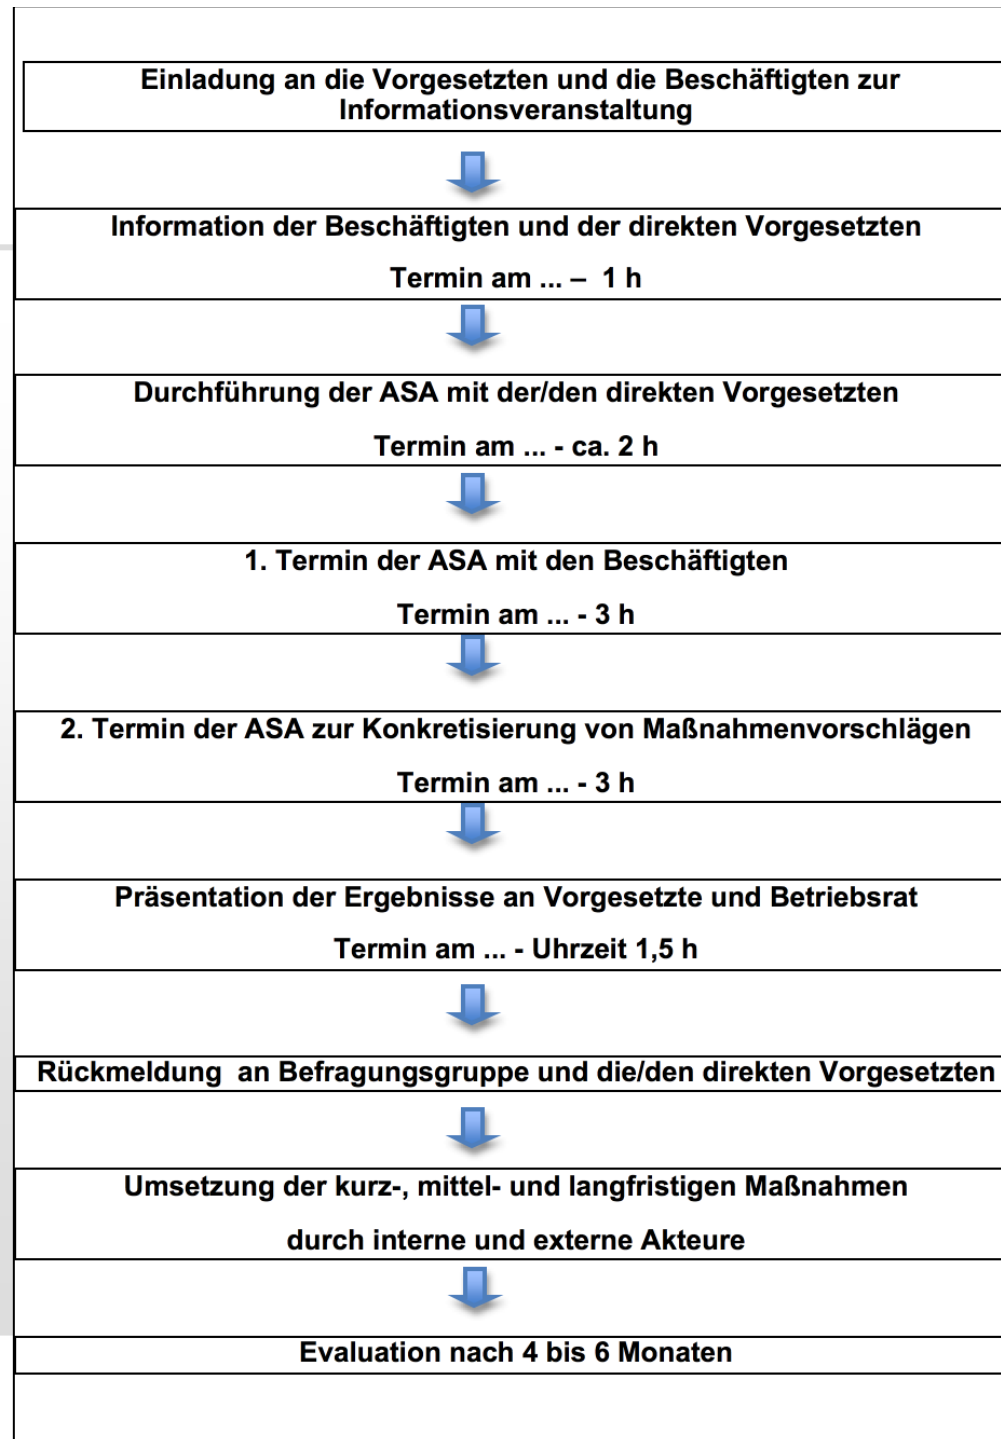 Einladung an die Vorgesetzten und die Beschäftigten zur
Informationsveranstaltung
Information der Beschäftigten und der direkten Vorgesetzten
Termin am ... – 1 h
Durchführung der ASA mit der/den direkten Vorgesetzten
Termin am ... - ca. 2 h
1. Termin der ASA mit den Beschäftigten
Termin am ... - 3 h
2. Termin der ASA zur Konkretisierung von Maßnahmenvorschlägen
Termin am ... - 3 h
Präsentation der Ergebnisse an Vorgesetzte und Betriebsrat
Termin am ... - Uhrzeit 1,5 h
Rückmeldung an Befragungsgruppe und die/den direkten Vorgesetzten
Umsetzung der kurz-, mittel- und langfristigen Maßnahmen
durch interne und externe Akteure
Evaluation nach 4 bis 6 Monaten